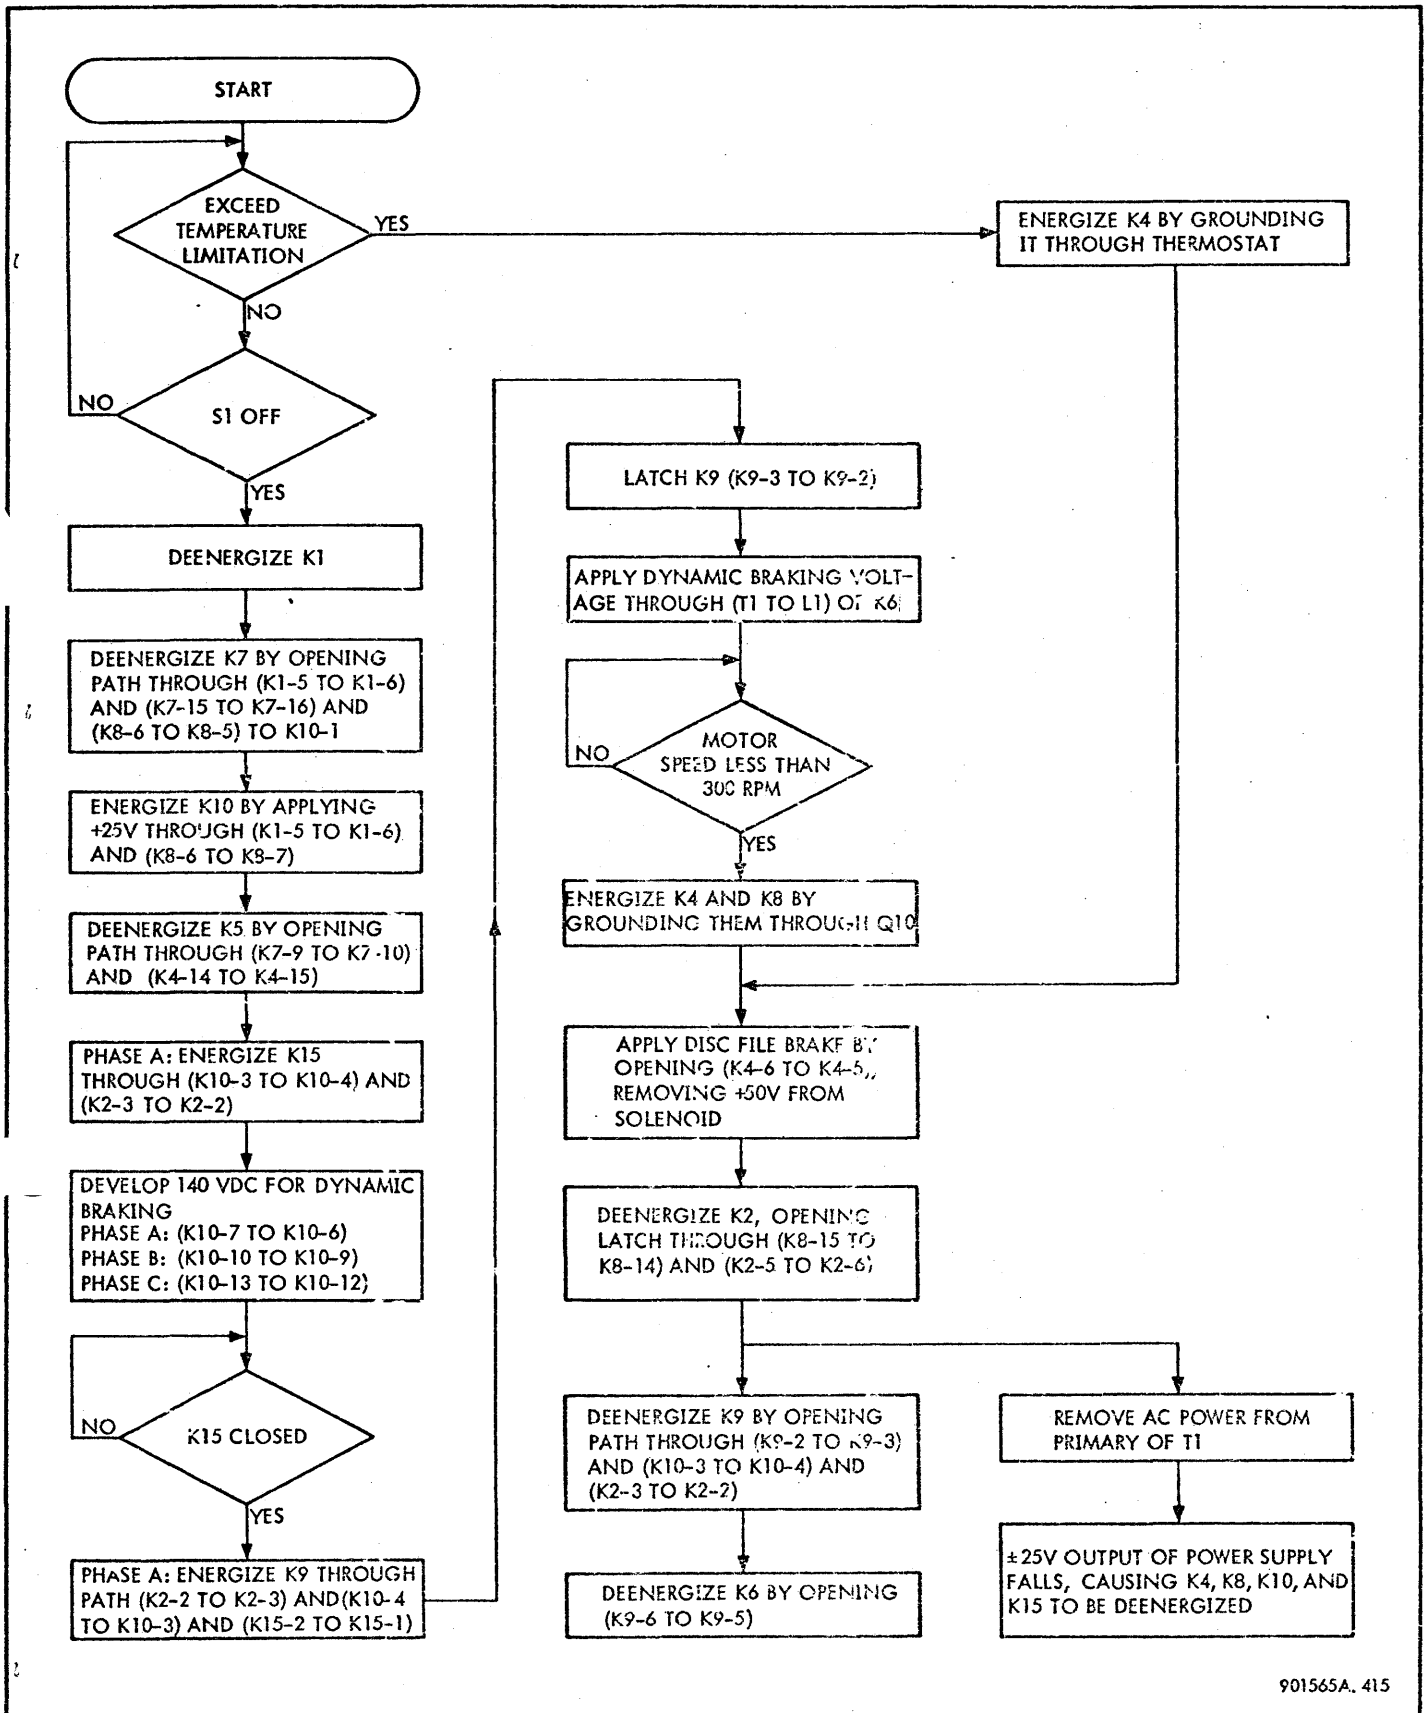 START
EXCEED
TEMPERATURE
LIMITATION
YES
NO
ENERGIZE K4 BY GROUNDING
IT THROUGH THERMOSTAT
S1 OFF
NO
YES
DEENERGIZE K1
DEENERGIZE K7 BY OPENING
PATH THROUGH (K1-5 TO K1-6)
AND (K7-15 TO K7-16) AND
(K8-6 TO K8-5) TO K10-1
ENERGIZE K10 BY APPLYING
+25V THROUGH (K1-5 TO K1-6)
AND (K8-6 TO K8-7)
DEENERGIZE K5 BY OPENING
PATH THROUGH (K7-9 TO K7-10)
AND (K4-14 TO K4-15)
PHASE A: ENERGIZE K15
THROUGH (K10-3 TO K10-4) AND
(K2-3 TO K2-2)
DEVELOP 140 VDC FOR DYNAMIC
BRAKING
PHASE A: (K10-7 TO K10-6)
PHASE B: (K10-10 TO K10-9)
PHASE C: (K10-13 TO K10-12)
K15 CLOSED
NO
YES
PHASE A: ENERGIZE K9 THROUGH
PATH (K2-2 TO K2-3) AND(K10-4
TO K10-3) AND (K15-2 TO K15-1)
LATCH K9 (K9-3 TO K9-2)
APPLY DYNAMIC BRAKING VOLT-
AGE THROUGH (T1 TO L1) OF K6
MOTOR
SPEED LESS THAN
300 RPM
NO
YES
ENERGIZE K4 AND K8 BY
GROUNDING THEM THROUGH Q10
APPLY DISC FILE BRAKE BY
OPENING (K4-6 TO K4-5),
REMOVING +50V FROM
SOLENOID
DEENERGIZE K2, OPENING
LATCH THROUGH (K8-15 TO
K8-14) AND (K2-5 TO K2-6)
DEENERGIZE K9 BY OPENING
PATH THROUGH (K9-2 TO K9-3)
AND (K10-3 TO K10-4) AND
(K2-3 TO K2-2)
DEENERGIZE K6 BY OPENING
(K9-6 TO K9-5)
REMOVE AC POWER FROM
PRIMARY OF T1
±25V OUTPUT OF POWER SUPPLY
FALLS, CAUSING K4, K8, K10, AND
K15 TO BE DEENERGIZED
901565A. 415